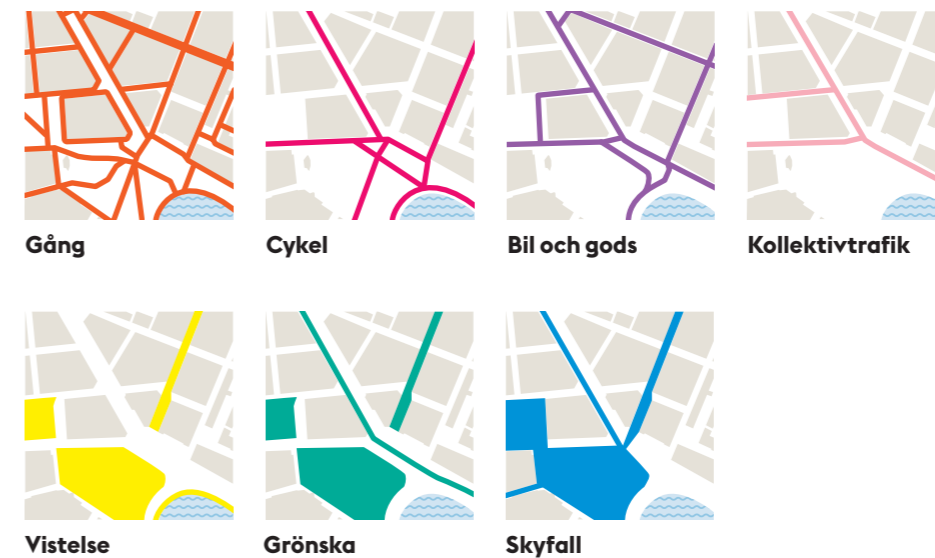 Gång
Cykel
Bil och gods
Kollektivtrafik
Vistelse
Grönska
Skyfall